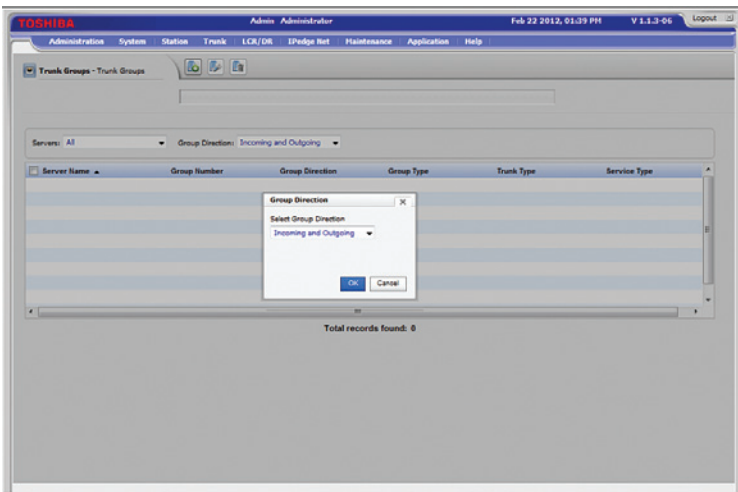 TOSHIBA Admin Administrator Feb 22 2012, 01:39 PM V 1.1.3-06 Logout
Administration System Station Trunk LCR/DR IPedge Net Maintenance Application Help
Trunk Groups - Trunk Groups
Servers: All Group Direction: Incoming and Outgoing
Server Name Group Number Group Direction Group Type Trunk Type Service Type
Group Direction
Select Group Direction
Incoming and Outgoing
OK Cancel
Total records found: 0